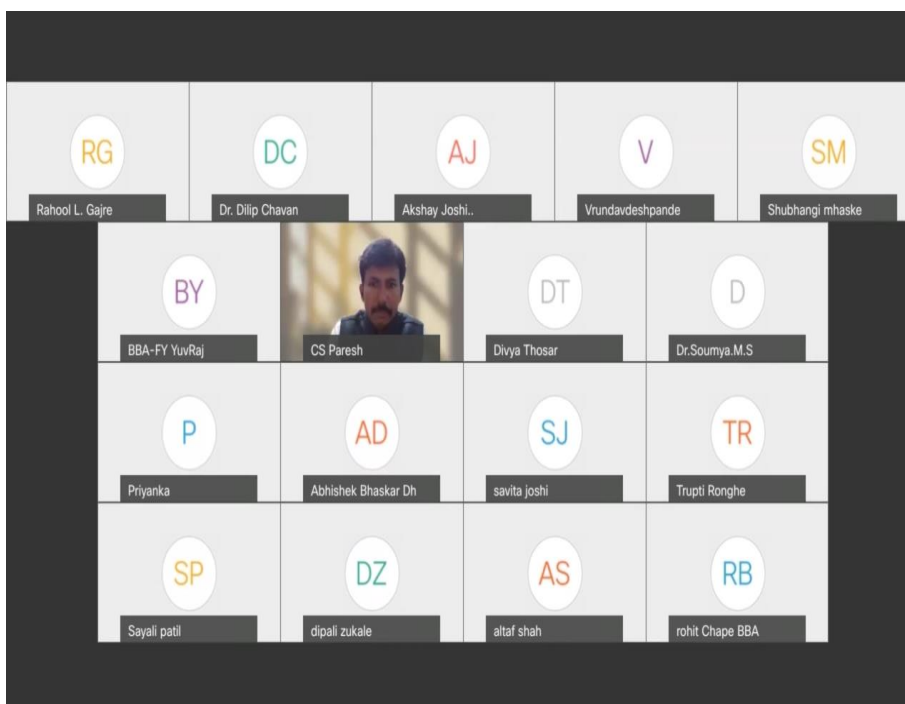 RG
Rahool L. Gajre
DC
Dr. Dilip Chavan
AJ
Akshay Joshi..
V
Vrundavdeshpande
SM
Shubhangi mhaske
BY
BBA-FY YuvRaj
CS Paresh
DT
Divya Thosar
D
Dr.Soumya.M.S
P
Priyanka
AD
Abhishek Bhaskar Dh
SJ
savita joshi
TR
Trupti Ronghe
SP
Sayali patil
DZ
dipali zukale
AS
altaf shah
RB
rohit Chape BBA